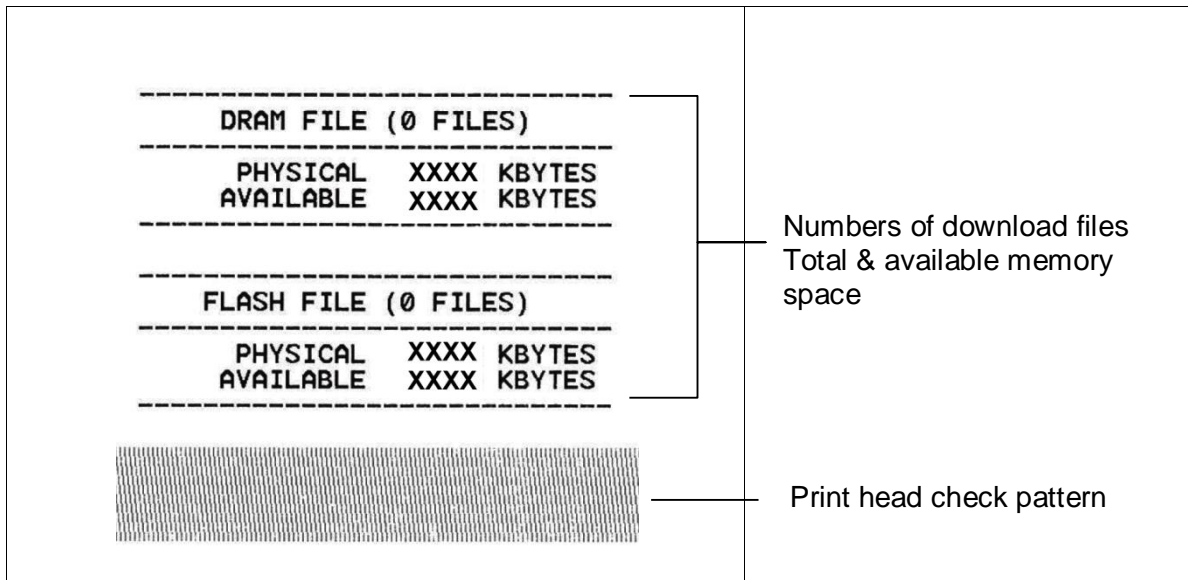 DRAM FILE (0 FILES)
PHYSICAL XXXX KBYTES
AVAILABLE XXXX KBYTES
FLASH FILE (0 FILES)
PHYSICAL XXXX KBYTES
AVAILABLE XXXX KBYTES
Numbers of download files
Total & available memory
space
Print head check pattern